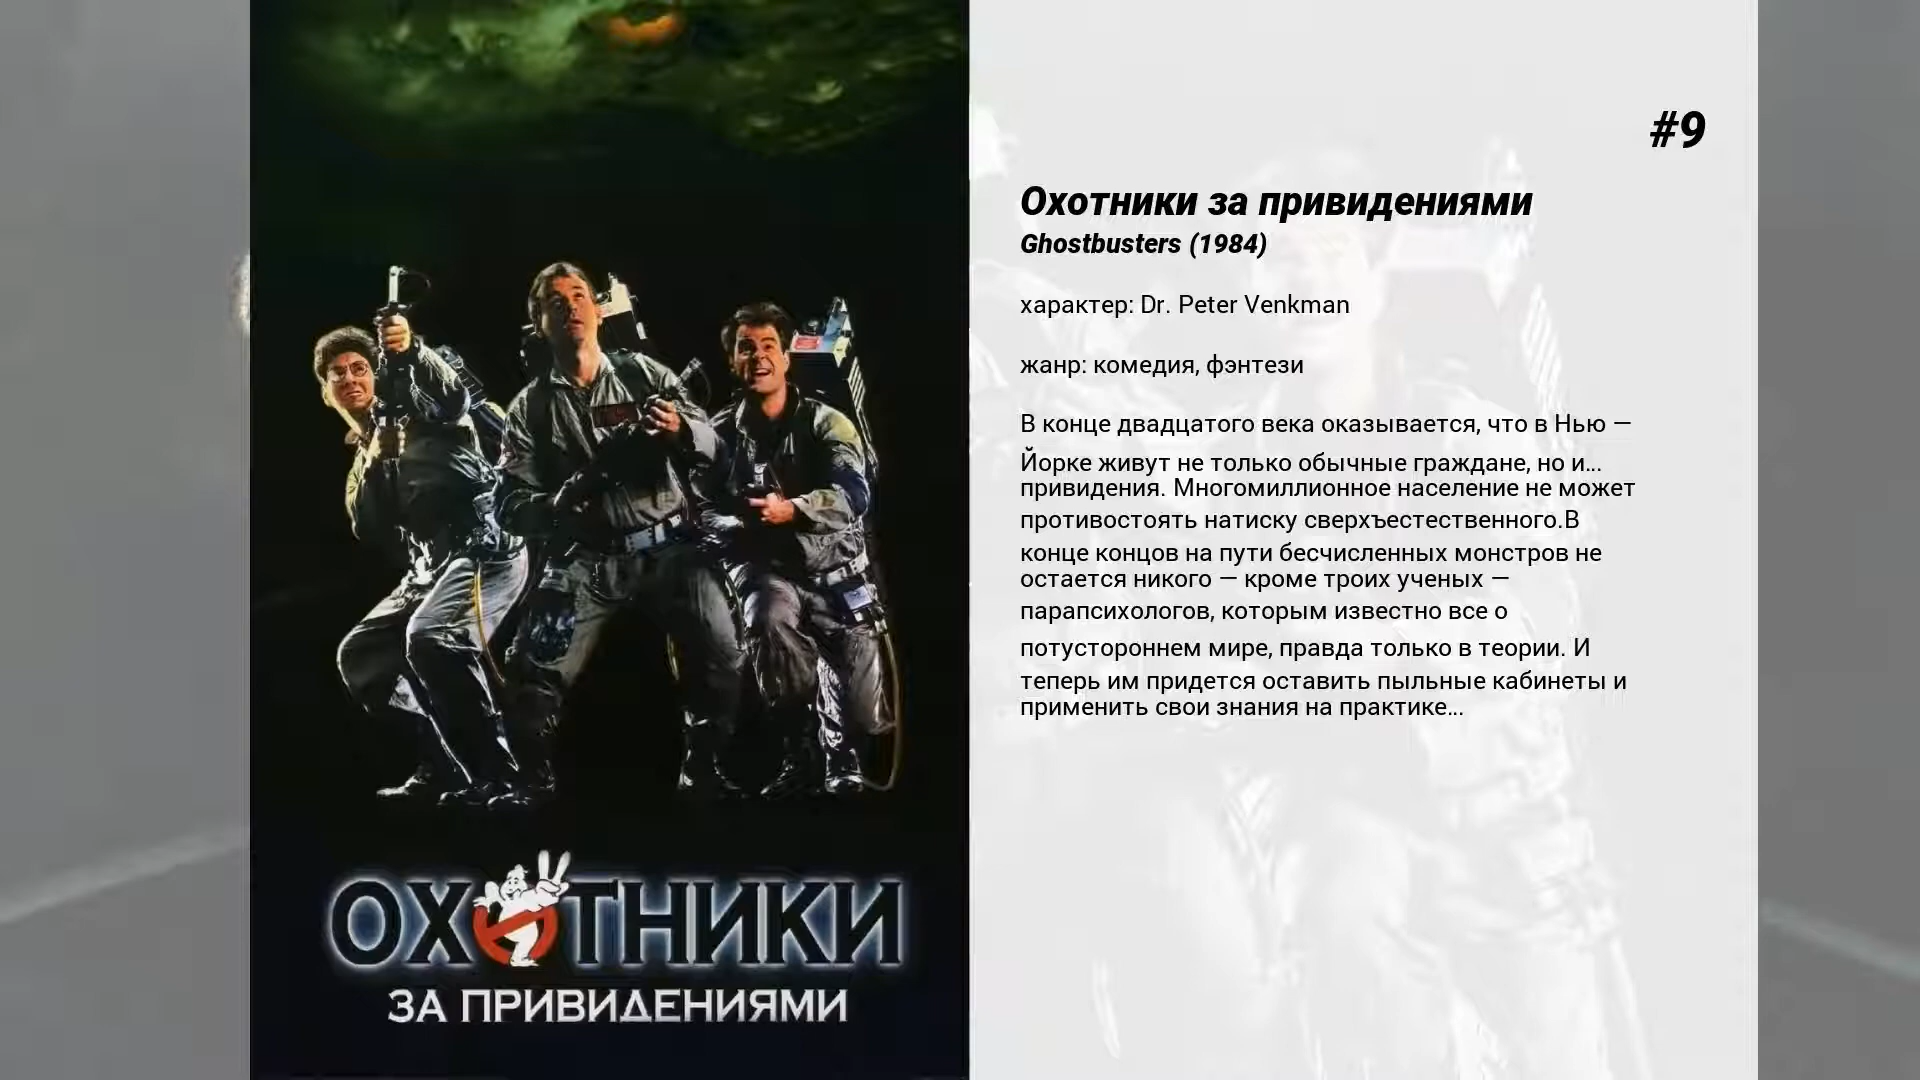 #9
Охотники за привидениями
Ghostbusters (1984)
характер: Dr. Peter Venkman
жанр: комедия, фэнтези
В конце двадцатого века оказывается, что в Нью —
Йорке живут не только обычные граждане, но и...
привидения. Многомиллионное население не может
противостоять натиску сверхъестественного.В
конце концов на пути бесчисленных монстров не
остается никого — кроме троих ученых —
парапсихологов, которым известно все о
потустороннем мире, правда только в теории. И
теперь им придется оставить пыльные кабинеты и
применить свои знания на практике...
ОХОТНИКИ
ЗА ПРИВИДЕНИЯМИ